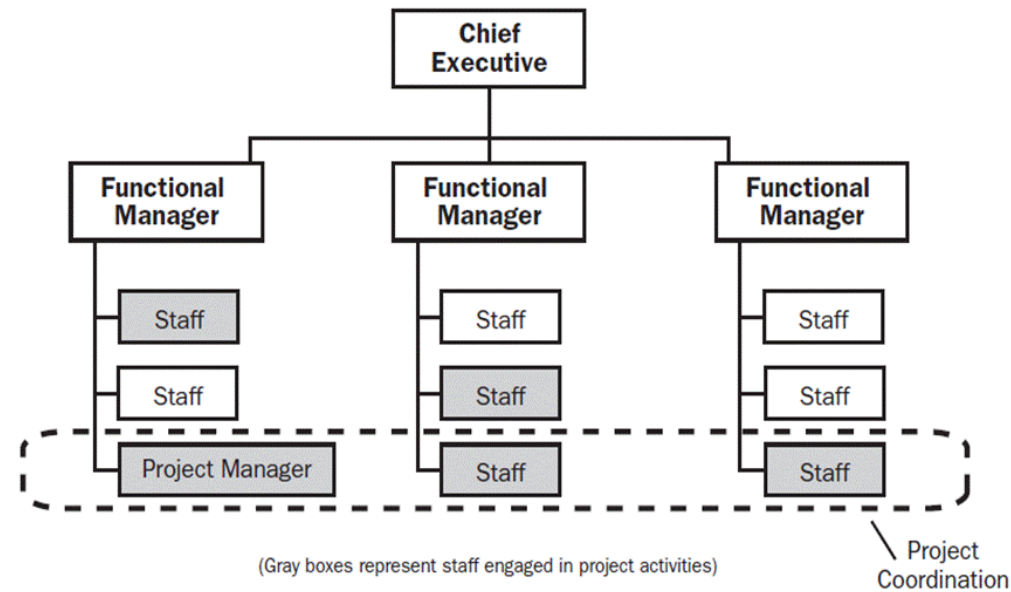 Chief
Executive
Functional
Manager
Functional
Manager
Functional
Manager
Staff
Staff
Staff
Staff
Staff
Staff
Project Manager
Staff
Staff
(Gray boxes represent staff engaged in project activities)
Project
Coordination